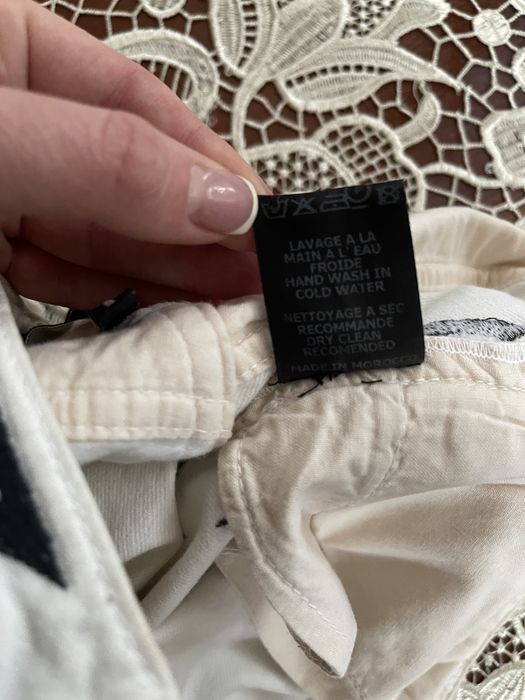 LAVAGE A LA
MAIN A L' EAU
FROIDE
HAND WASH IN
COLD WATER
NETTOYAGE A SEC
RECOMMANDE
DRY CLEAN
RECOMENDED
MADE IN MOROCCO